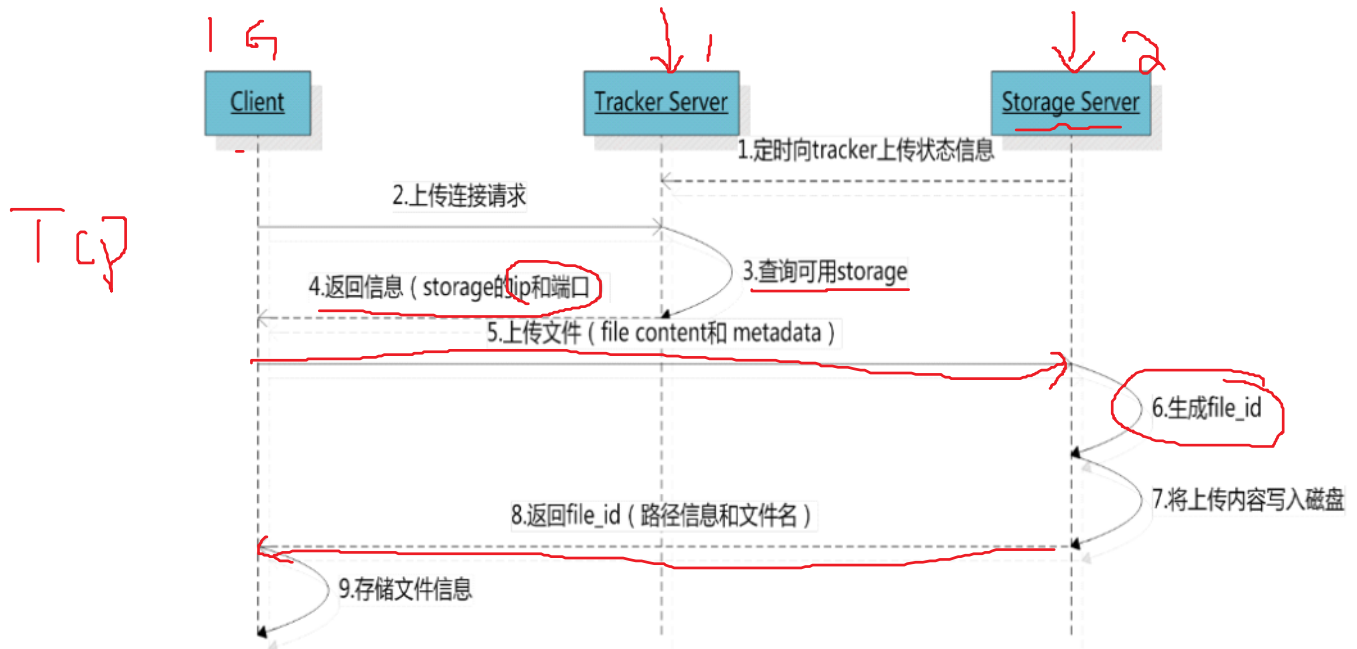 1G
1
2
Client
Tracker Server
Storage Server
1.定时向tracker上传状态信息
2.上传连接请求
Tcp
3.查询可用storage
4.返回信息（storage的ip和端口
5.上传文件（file content和 metadata）
6.生成file_id
7.将上传内容写入磁盘
8.返回file_id（路径信息和文件名）
9.存储文件信息